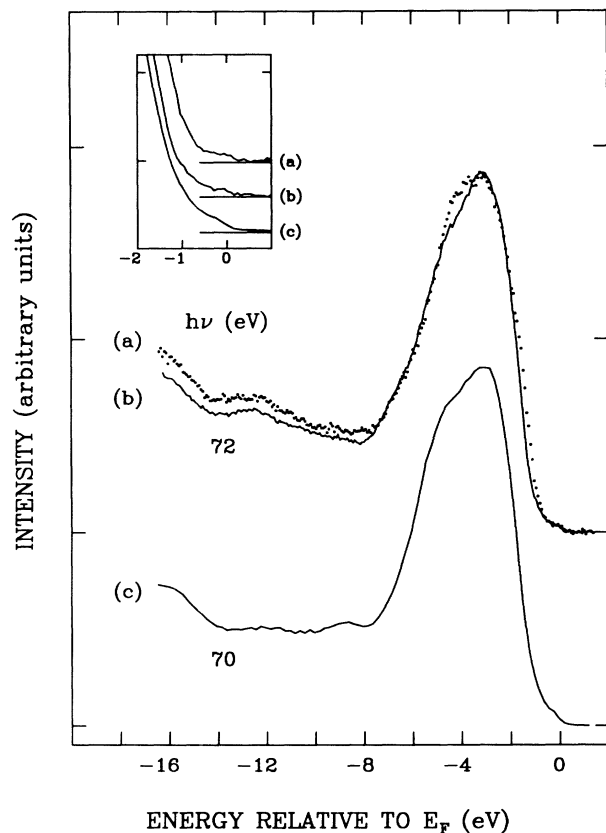 (a)
(b)
(c)
-2 -1 0
hν (eV)
(a)
(b)
72
(c)
70
INTENSITY (arbitrary units)
-16 -12 -8 -4 0
ENERGY RELATIVE TO E_F (eV)